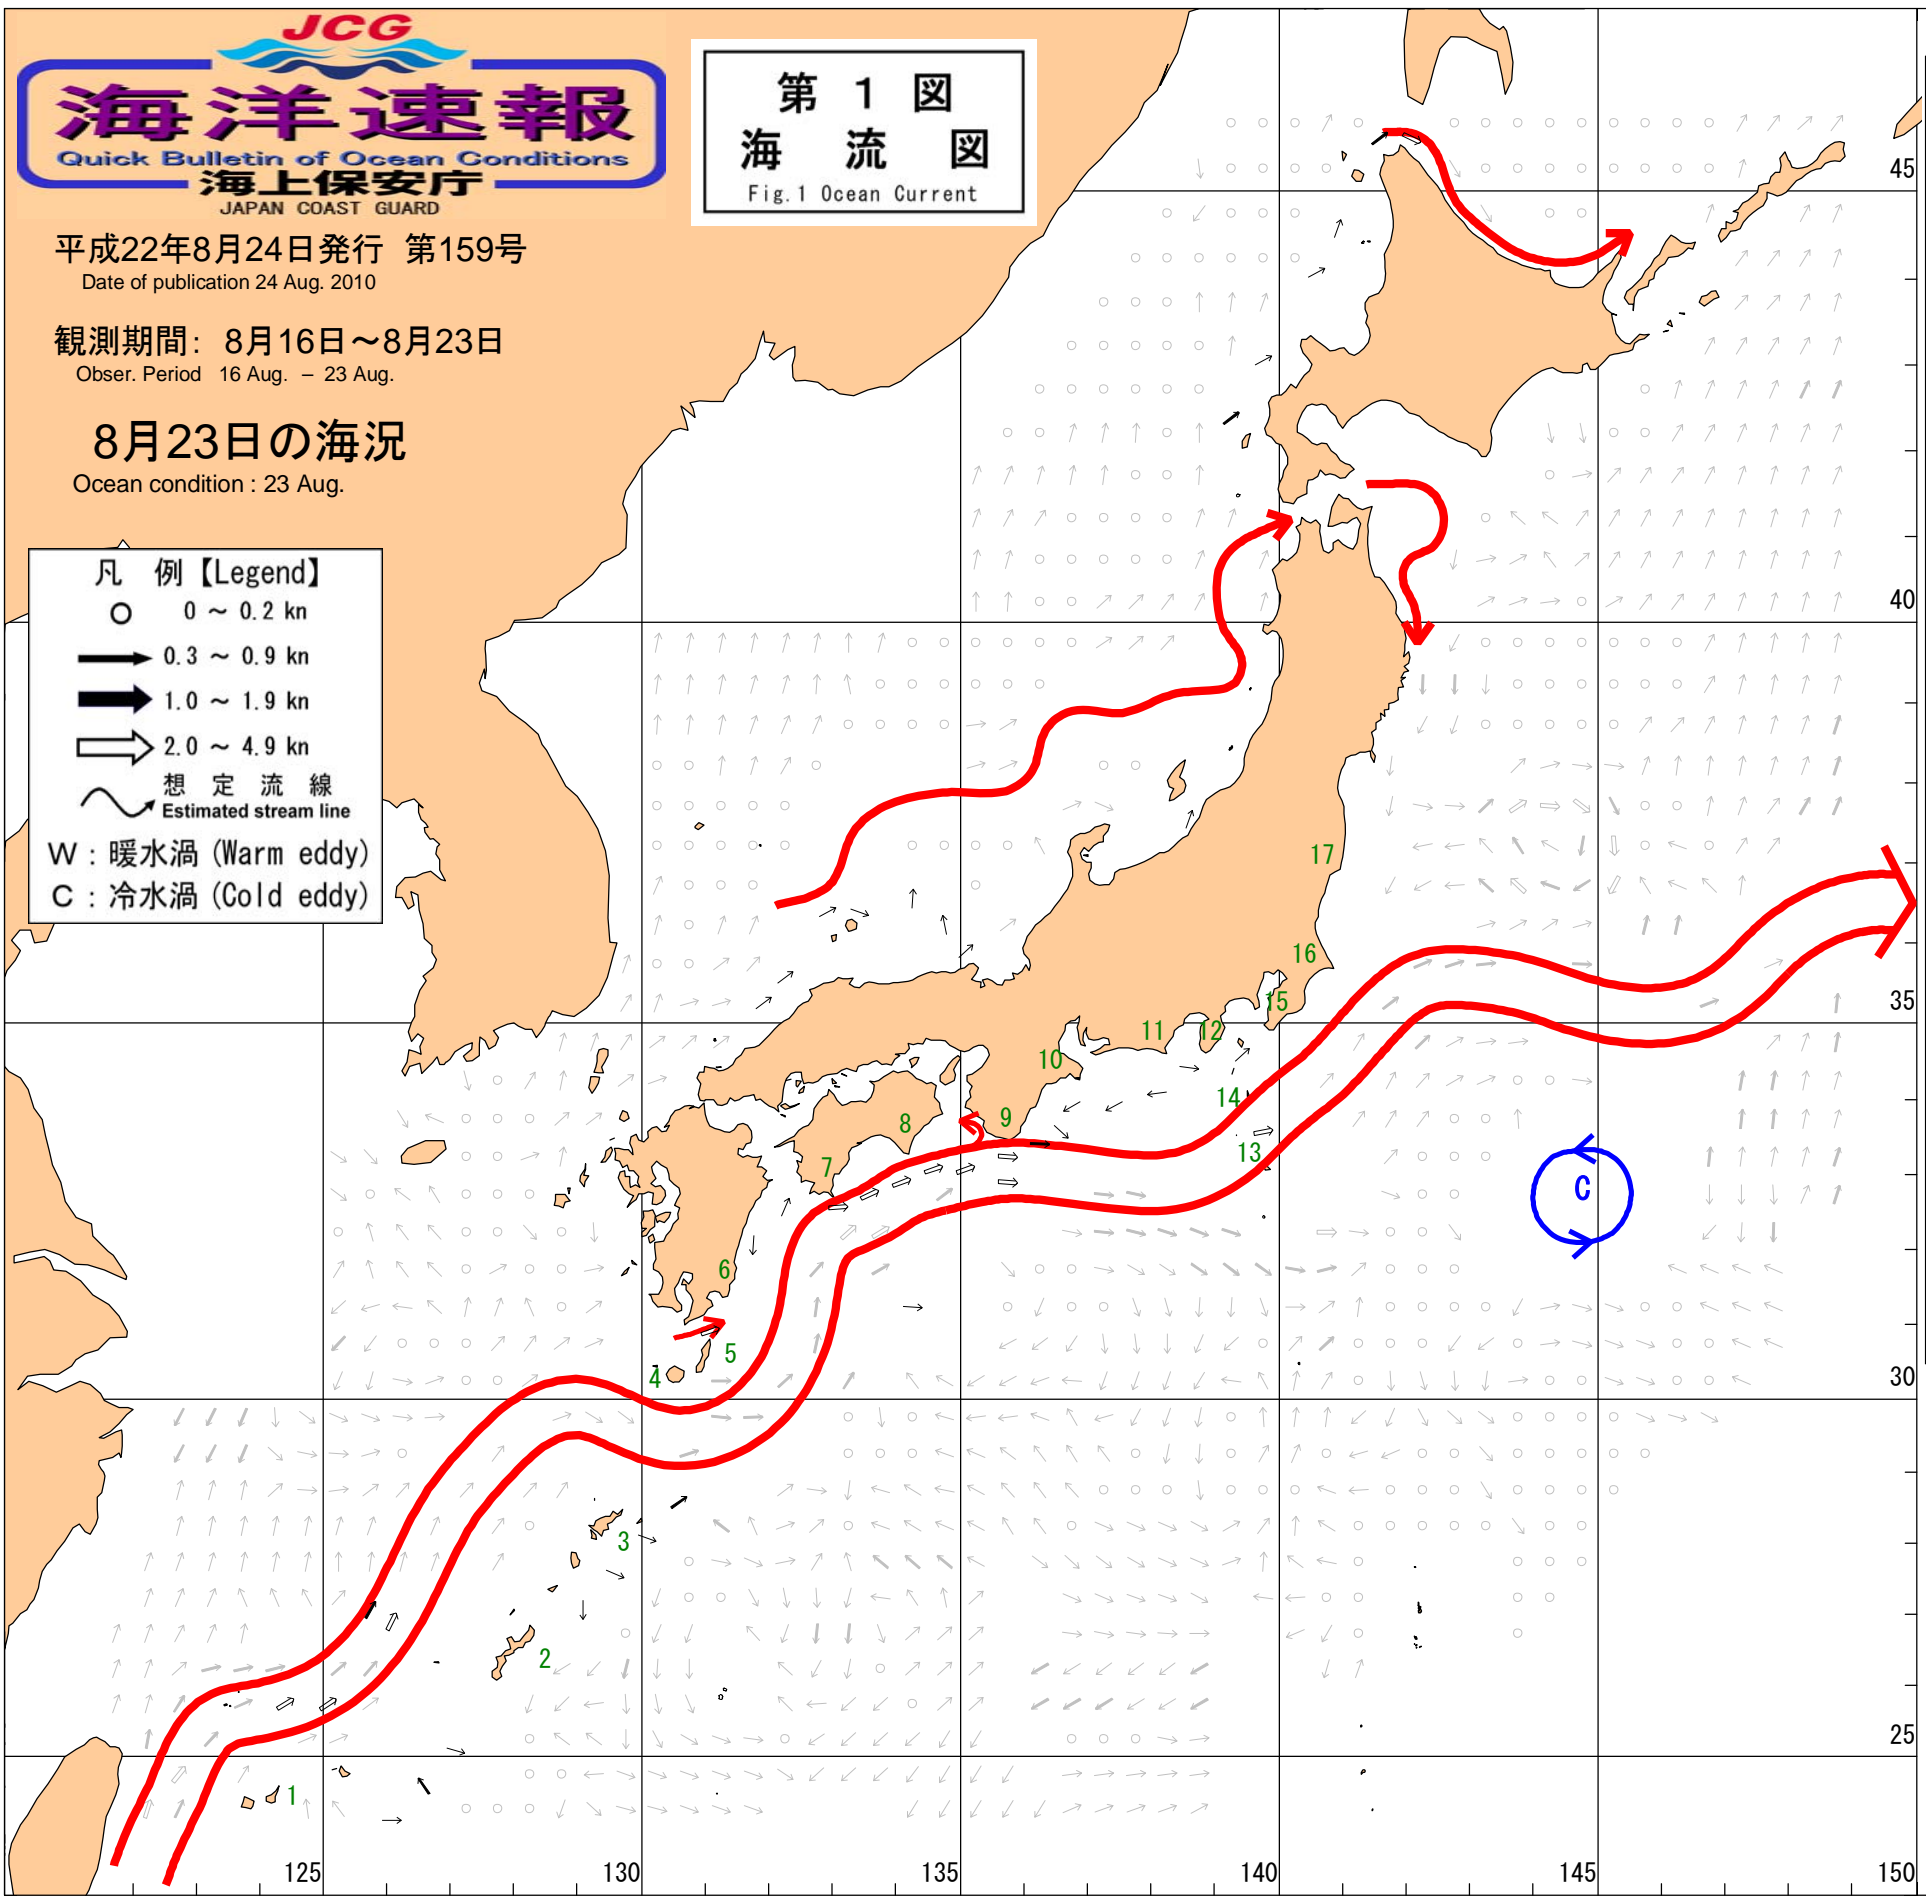 JCG
海洋速報
Quick Bulletin of Ocean Conditions
海上保安庁
JAPAN COAST GUARD
第 1 図
海 流 図
Fig.1 Ocean Current
平成22年8月24日発行 第159号
Date of publication 24 Aug. 2010
観測期間: 8月16日～8月23日
Obser. Period 16 Aug. – 23 Aug.
8月23日の海況
Ocean condition : 23 Aug.
凡 例【Legend】
0 ～ 0.2 kn
0.3 ～ 0.9 kn
1.0 ～ 1.9 kn
2.0 ～ 4.9 kn
想 定 流 線
Estimated stream line
W : 暖水渦 (Warm eddy)
C : 冷水渦 (Cold eddy)
45
40
17
16
35
15
11
12
10
14
8
9
13
7
C
6
5
4
30
3
2
25
1
125
130
135
140
145
150